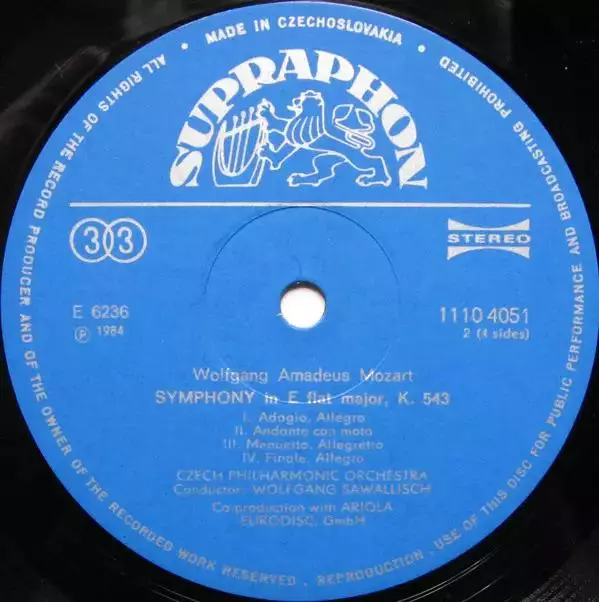 ALL RIGHTS OF THE RECORD PRODUCER AND OF THE OWNER OF THE RECORDED WORK RESERVED · REPRODUCTION · USE OF THIS DISC FOR PUBLIC PERFORMANCE AND BROADCASTING PROHIBITED
MADE IN CZECHOSLOVAKIA
SUPRAPHON
33
STEREO
E 6236
1110 4051
℗ 1984
2 (4 sides)
Wolfgang Amadeus Mozart
SYMPHONY in E flat major, K. 543
I. Adagio, Allegro
II. Andante con moto
III. Menuetto, Allegretto
IV. Finale, Allegro
CZECH PHILHARMONIC ORCHESTRA
Conductor: WOLFGANG SAWALLISCH
Co-production with ARIOLA
EURODISC, GmbH